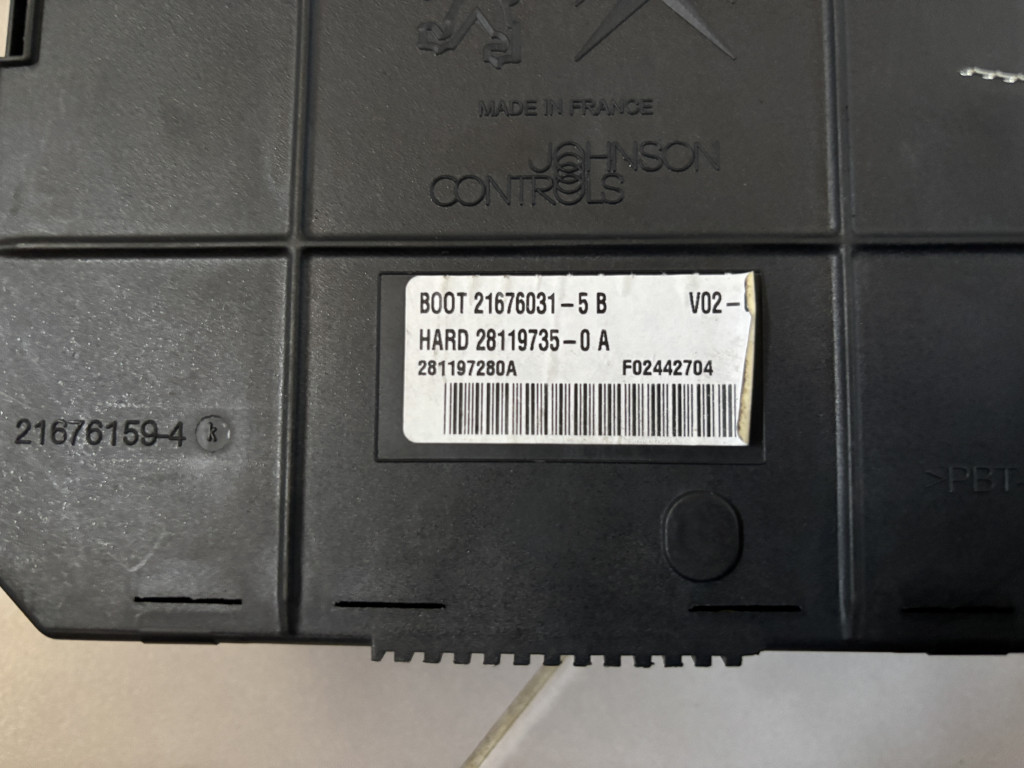 MADE IN FRANCE
JOHNSON
CONTROLS
BOOT 21676031-5 B V02-
HARD 28119735-0 A
281197280A F02442704
21676159-4 k
>PBT-